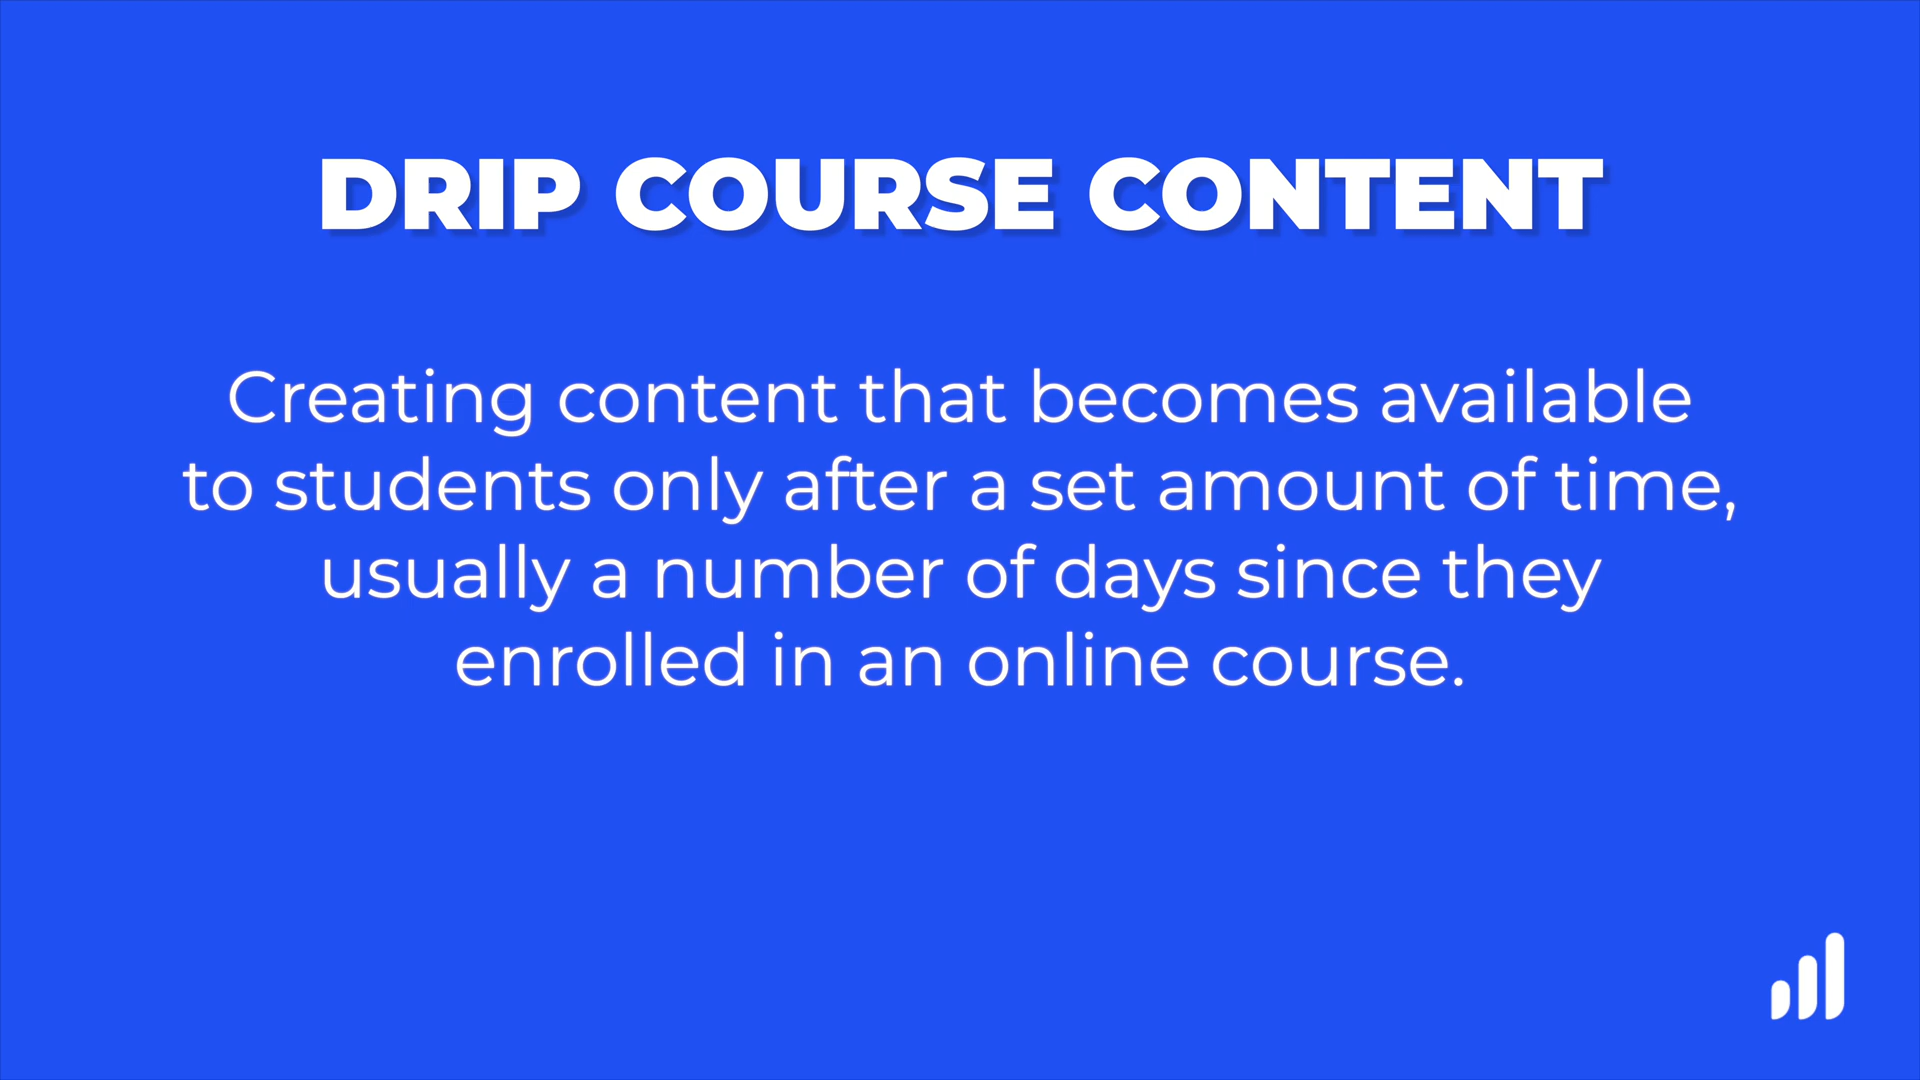 DRIP COURSE CONTENT
Creating content that becomes available
to students only after a set amount of time,
usually a number of days since they
enrolled in an online course.